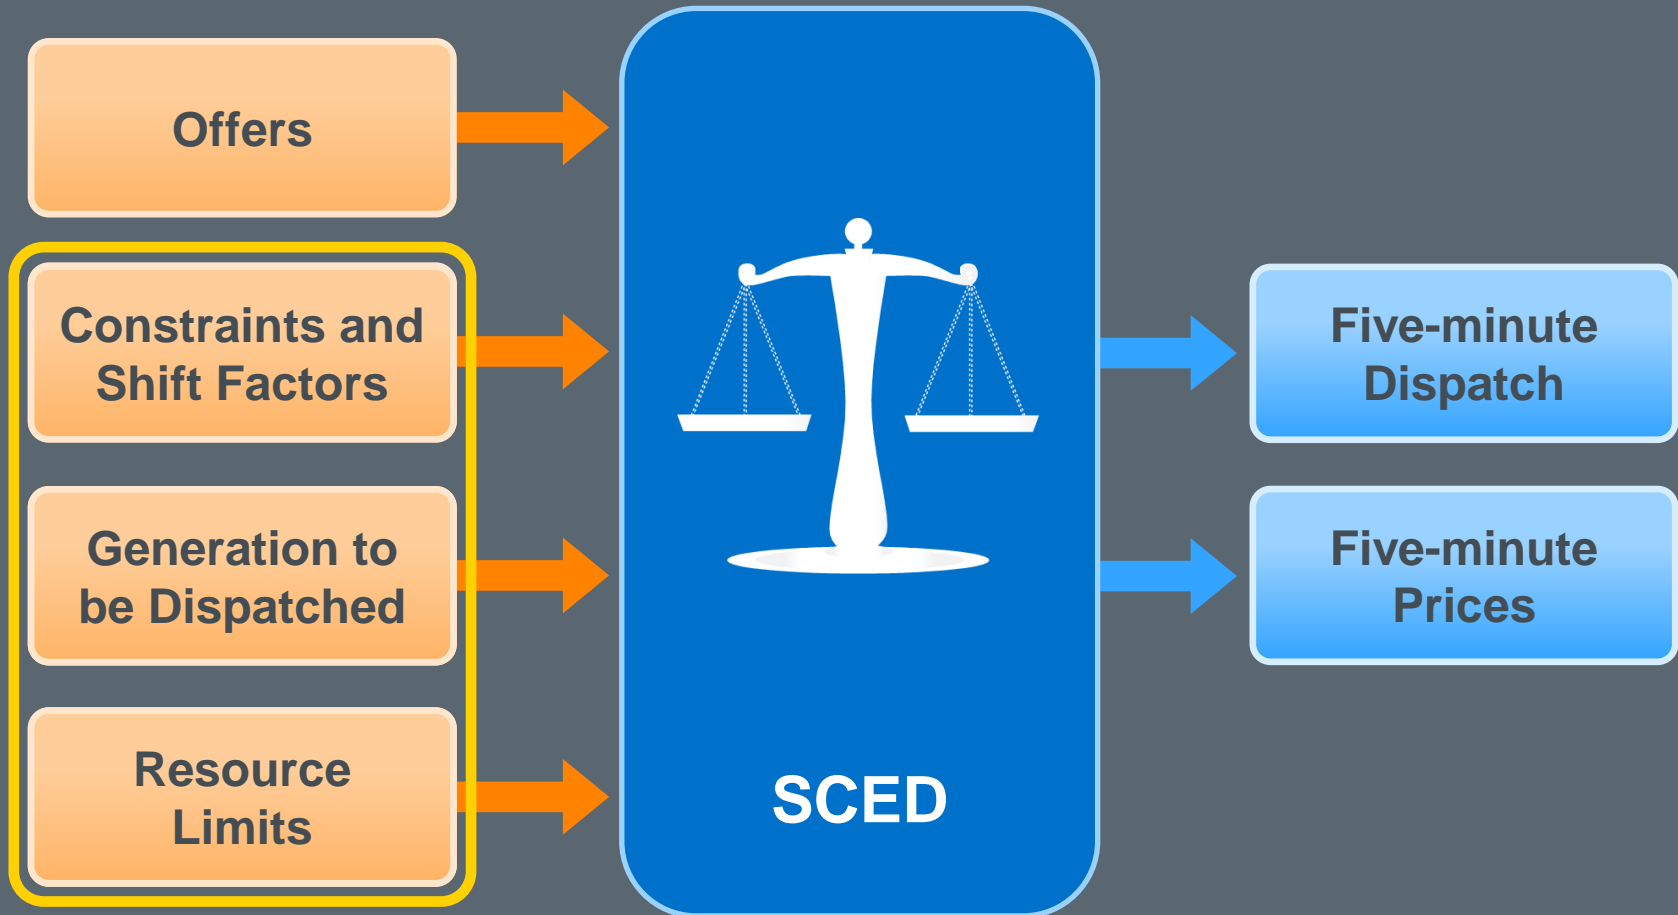 Offers
Constraints and
Shift Factors
Generation to
be Dispatched
Resource
Limits
SCED
Five-minute
Dispatch
Five-minute
Prices